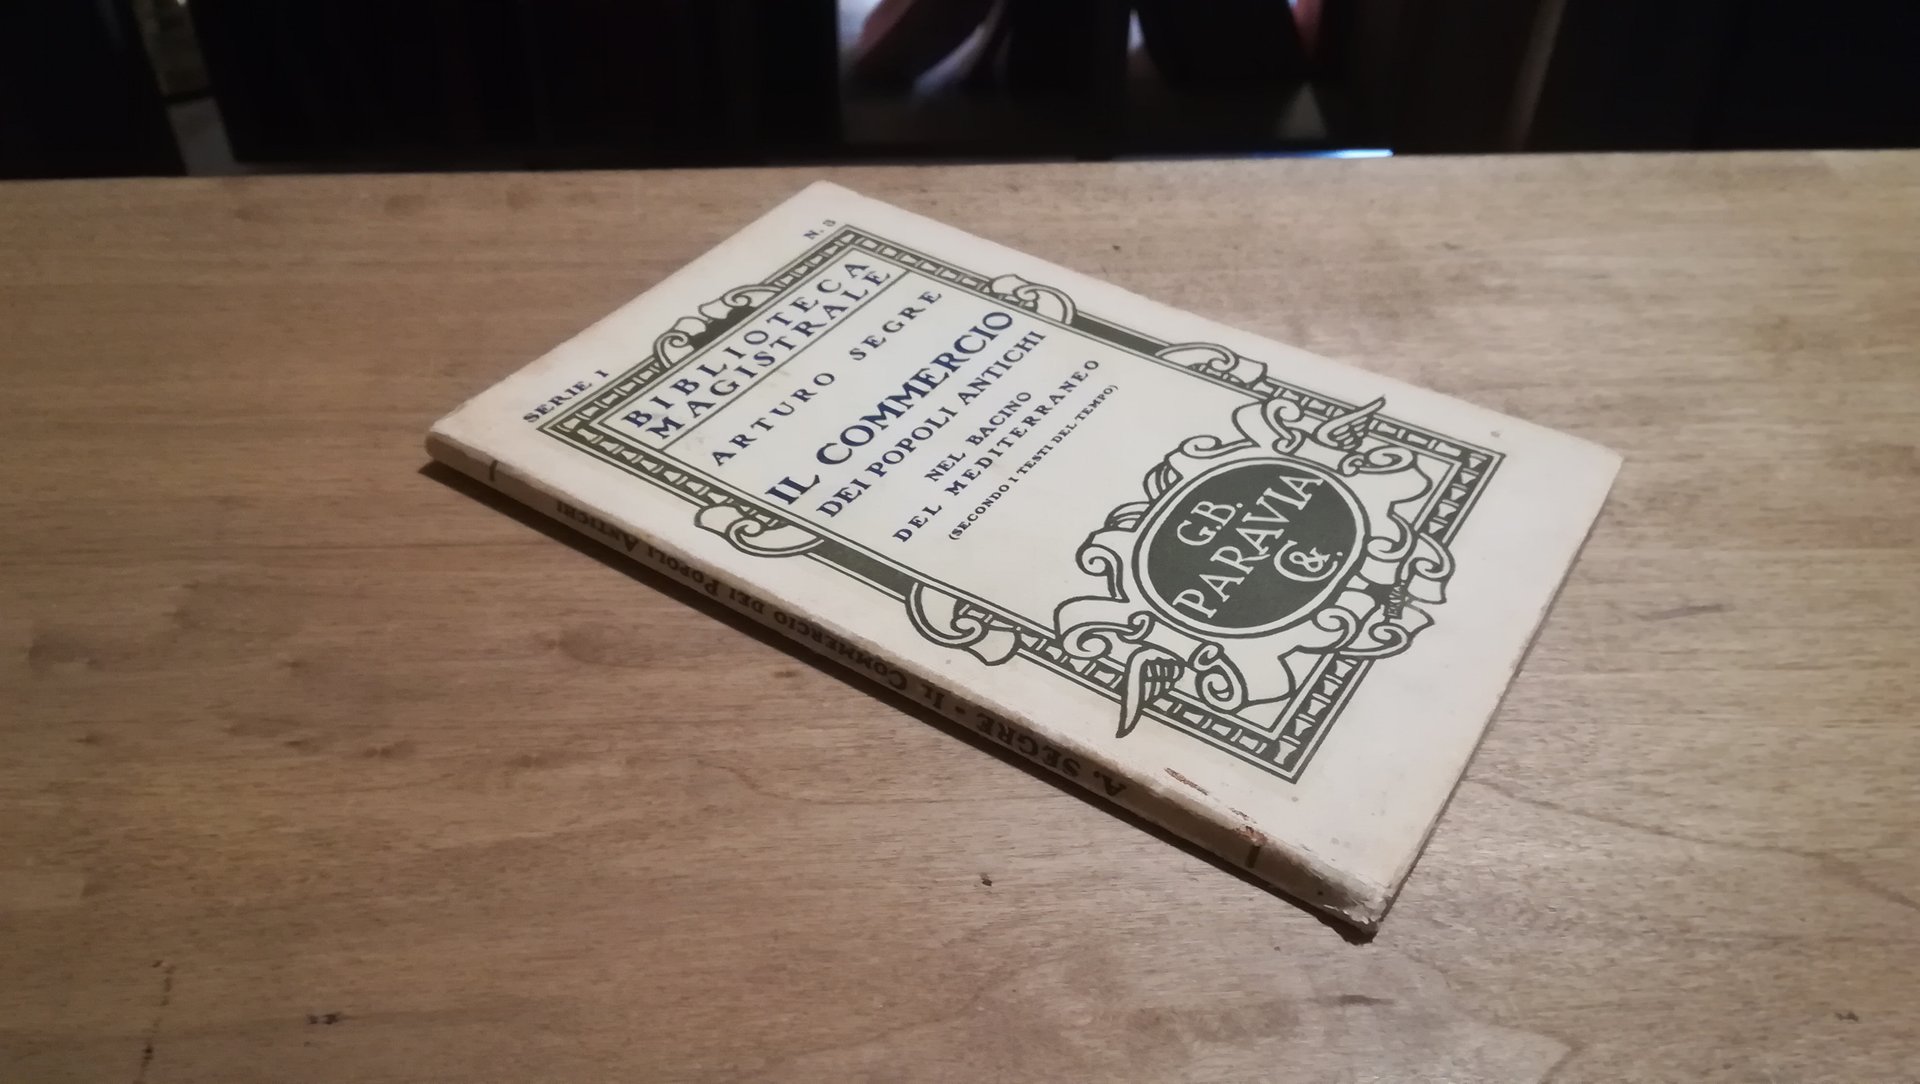 SERIE I
N. 3
BIBLIOTECA
MAGISTRALE
ARTURO SEGRE
IL COMMERCIO
DEI POPOLI ANTICHI
NEL BACINO
DEL MEDITERRANEO
(SECONDO I TESTI DEL TEMPO)
G.B.
PARAVIA
& C.
A. SEGRE - IL COMMERCIO DEI POPOLI ANTICHI